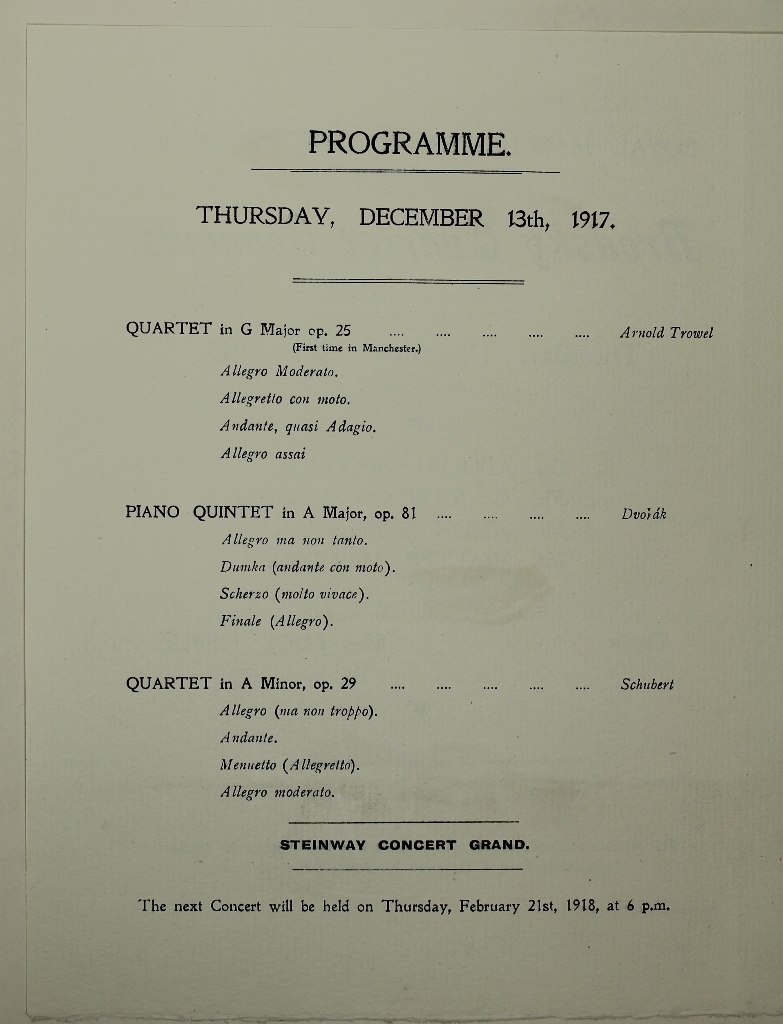 PROGRAMME.
THURSDAY, DECEMBER 13th, 1917.
QUARTET in G Major op. 25 .... .... .... .... .... Arnold Trowel
(First time in Manchester.)
Allegro Moderato.
Allegretto con moto.
Andante, quasi Adagio.
Allegro assai
PIANO QUINTET in A Major, op. 81 .... .... .... .... Dvořák
Allegro ma non tanto.
Dumka (andante con moto).
Scherzo (molto vivace).
Finale (Allegro).
QUARTET in A Minor, op. 29 .... .... .... .... .... Schubert
Allegro (ma non troppo).
Andante.
Menuetto (Allegretto).
Allegro moderato.
STEINWAY CONCERT GRAND.
The next Concert will be held on Thursday, February 21st, 1918, at 6 p.m.